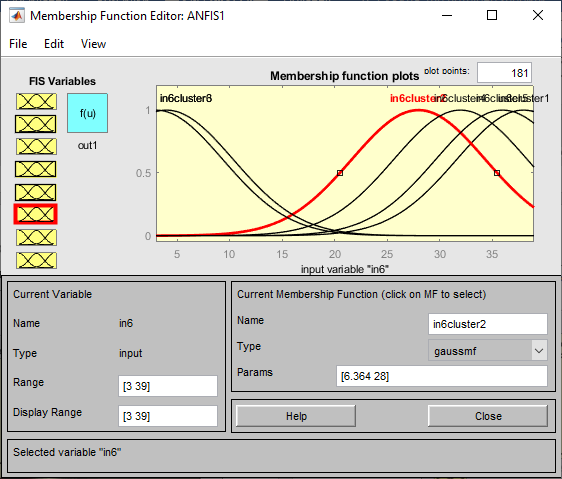 Membership Function Editor: ANFIS1
File Edit View
FIS Variables
f(u)
out1
Membership function plots
plot points:
181
in6cluster2
in6cluster1
1
0.5
0
5 10 15 20 25 30 35
input variable "in6"
Current Variable
Name in6
Type input
Range [3 39]
Display Range [3 39]
Current Membership Function (click on MF to select)
Name in6cluster2
Type gaussmf
Params [6.364 28]
Help Close
Selected variable "in6"